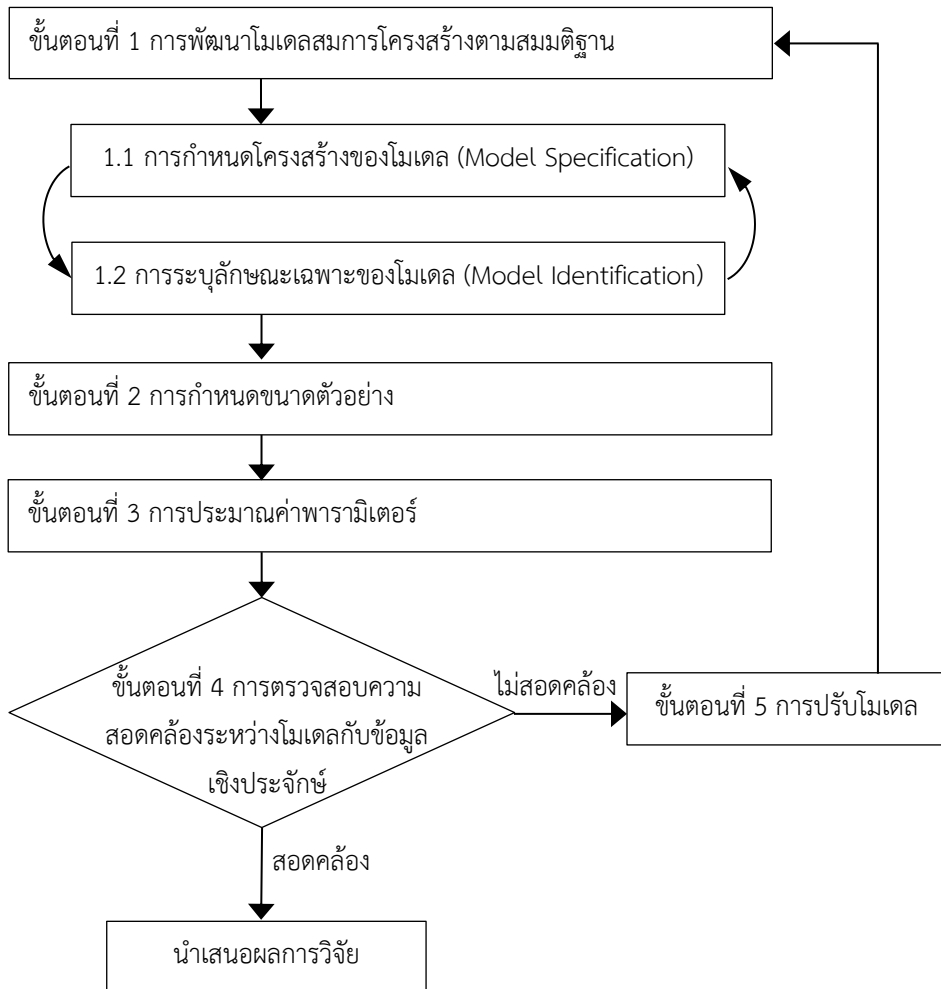 ขั้นตอนที่ 1 การพัฒนาโมเดลสมการโครงสร้างตามสมมติฐาน
1.1 การกำหนดโครงสร้างของโมเดล (Model Specification)
1.2 การระบุลักษณะเฉพาะของโมเดล (Model Identification)
ขั้นตอนที่ 2 การกำหนดขนาดตัวอย่าง
ขั้นตอนที่ 3 การประมาณค่าพารามิเตอร์
ขั้นตอนที่ 4 การตรวจสอบความ
สอดคล้องระหว่างโมเดลกับข้อมูล
เชิงประจักษ์
ไม่สอดคล้อง
ขั้นตอนที่ 5 การปรับโมเดล
สอดคล้อง
นำเสนอผลการวิจัย